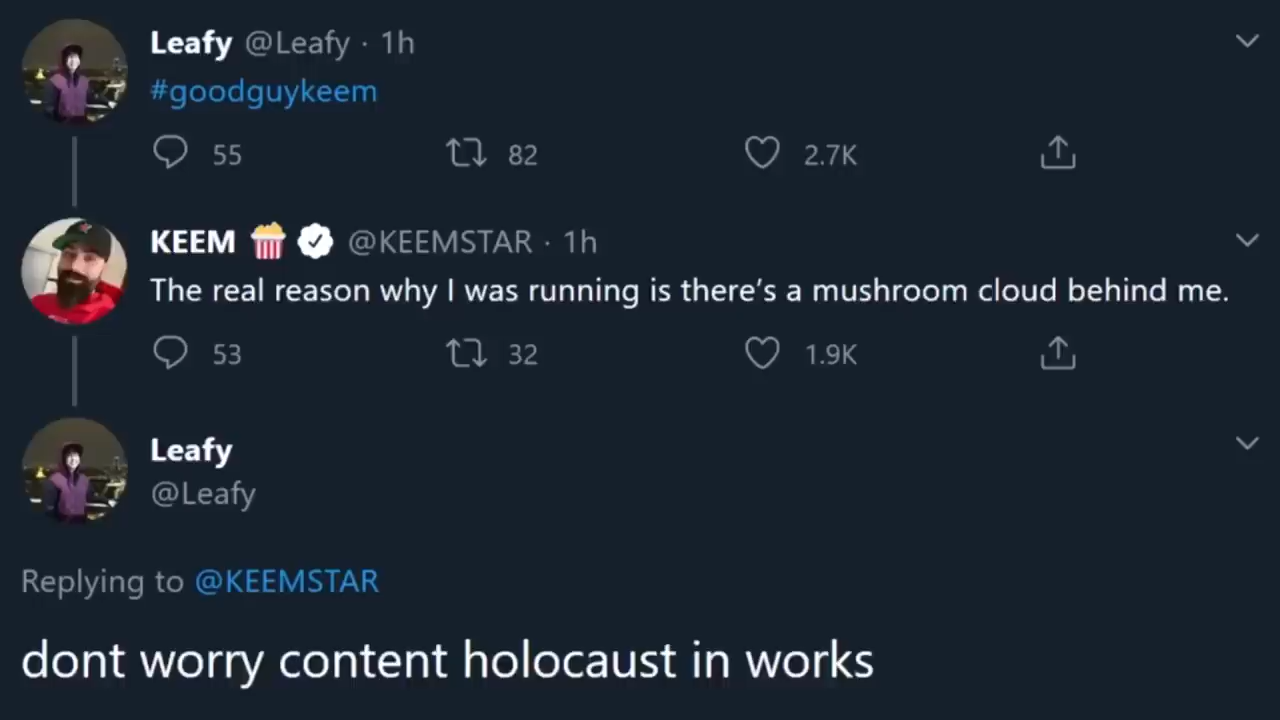 Leafy @Leafy · 1h
#goodguykeem
55 82 2.7K
KEEM 🍿 @KEEMSTAR · 1h
The real reason why I was running is there's a mushroom cloud behind me.
53 32 1.9K
Leafy
@Leafy
Replying to @KEEMSTAR
dont worry content holocaust in works